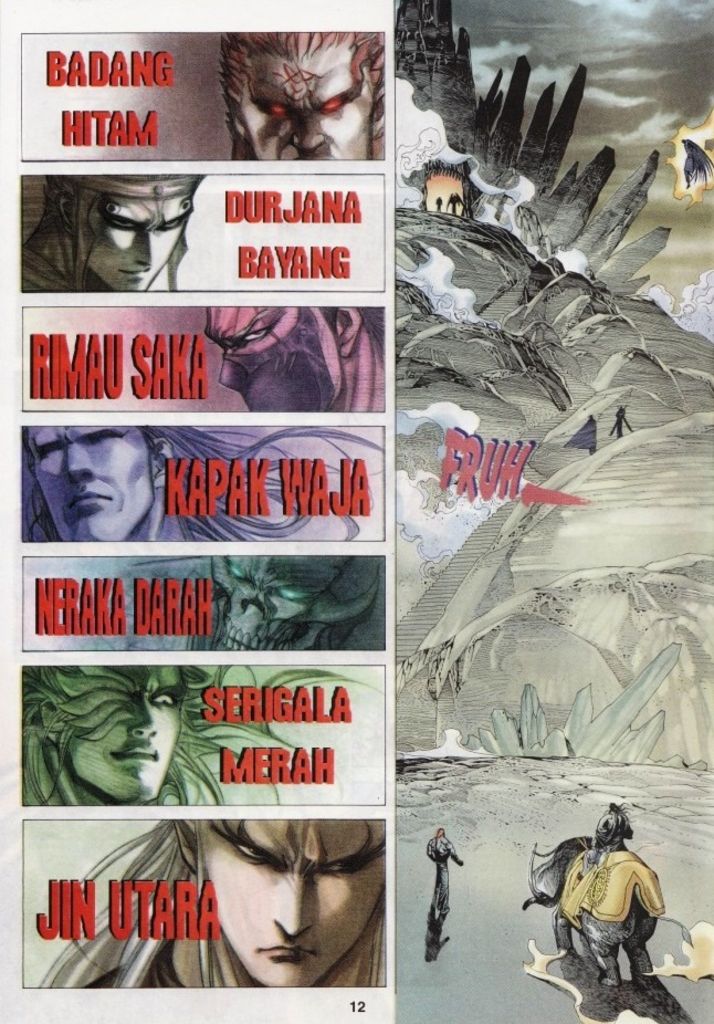 BADANG
HITAM
DURJANA
BAYANG
RIMAU SAKA
KAPAK WAJA
NERAKA DARAH
SERIGALA
MERAH
JIN UTARA
FRUH
12